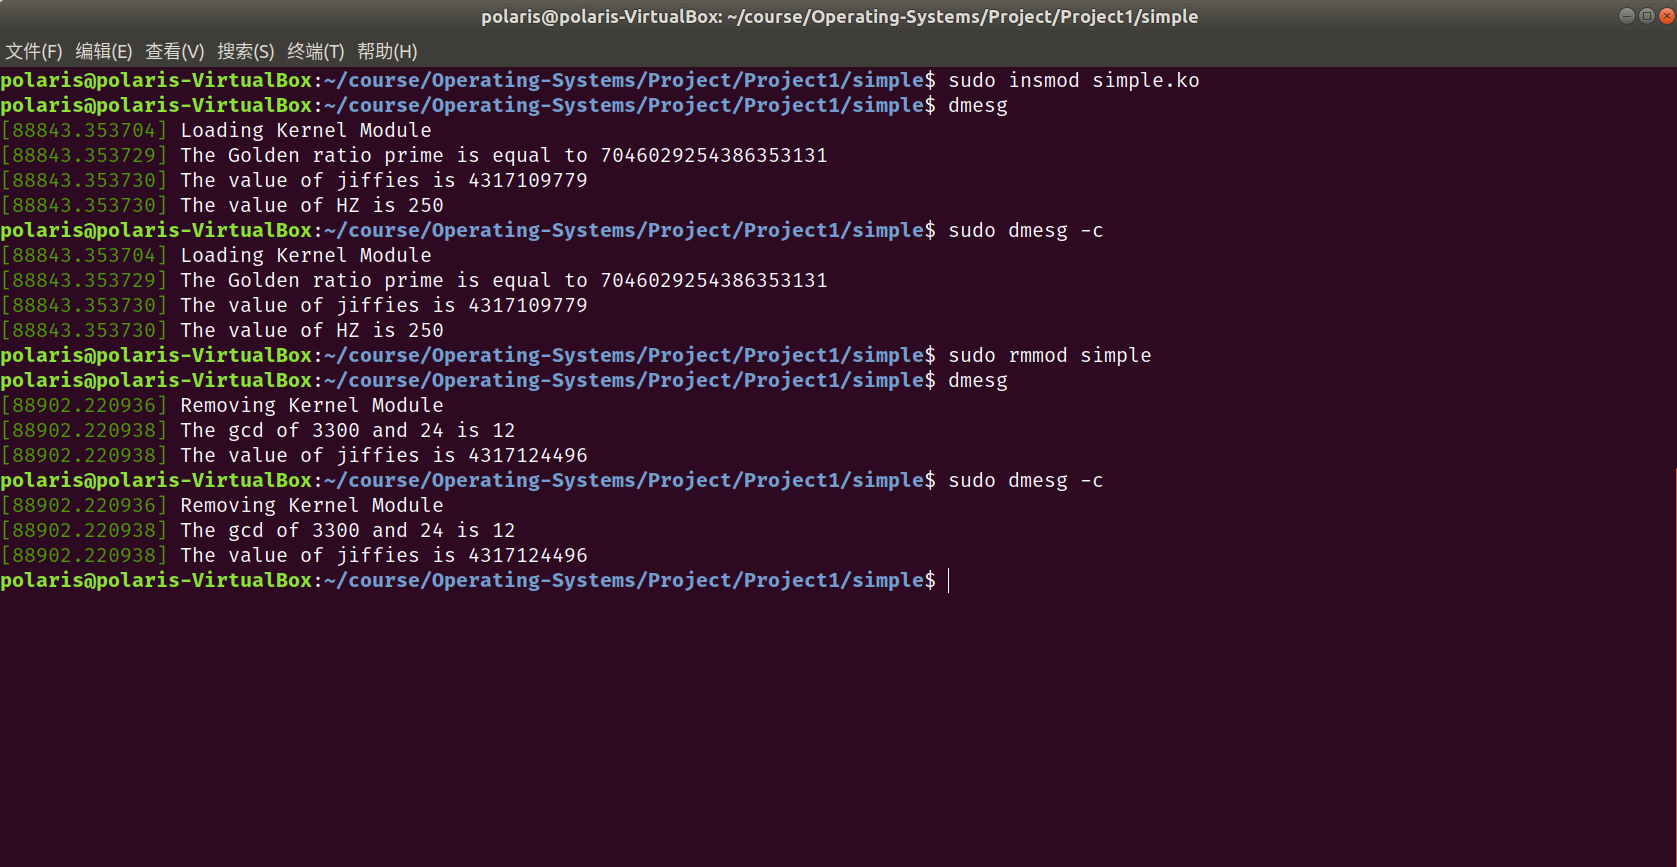 polaris@polaris-VirtualBox: ~/course/Operating-Systems/Project/Project1/simple
文件(F) 编辑(E) 查看(V) 搜索(S) 终端(T) 帮助(H)
polaris@polaris-VirtualBox:~/course/Operating-Systems/Project/Project1/simple$ sudo insmod simple.ko
polaris@polaris-VirtualBox:~/course/Operating-Systems/Project/Project1/simple$ dmesg
[88843.353704] Loading Kernel Module
[88843.353729] The Golden ratio prime is equal to 7046029254386353131
[88843.353730] The value of jiffies is 4317109779
[88843.353730] The value of HZ is 250
polaris@polaris-VirtualBox:~/course/Operating-Systems/Project/Project1/simple$ sudo dmesg -c
[88843.353704] Loading Kernel Module
[88843.353729] The Golden ratio prime is equal to 7046029254386353131
[88843.353730] The value of jiffies is 4317109779
[88843.353730] The value of HZ is 250
polaris@polaris-VirtualBox:~/course/Operating-Systems/Project/Project1/simple$ sudo rmmod simple
polaris@polaris-VirtualBox:~/course/Operating-Systems/Project/Project1/simple$ dmesg
[88902.220936] Removing Kernel Module
[88902.220938] The gcd of 3300 and 24 is 12
[88902.220938] The value of jiffies is 4317124496
polaris@polaris-VirtualBox:~/course/Operating-Systems/Project/Project1/simple$ sudo dmesg -c
[88902.220936] Removing Kernel Module
[88902.220938] The gcd of 3300 and 24 is 12
[88902.220938] The value of jiffies is 4317124496
polaris@polaris-VirtualBox:~/course/Operating-Systems/Project/Project1/simple$